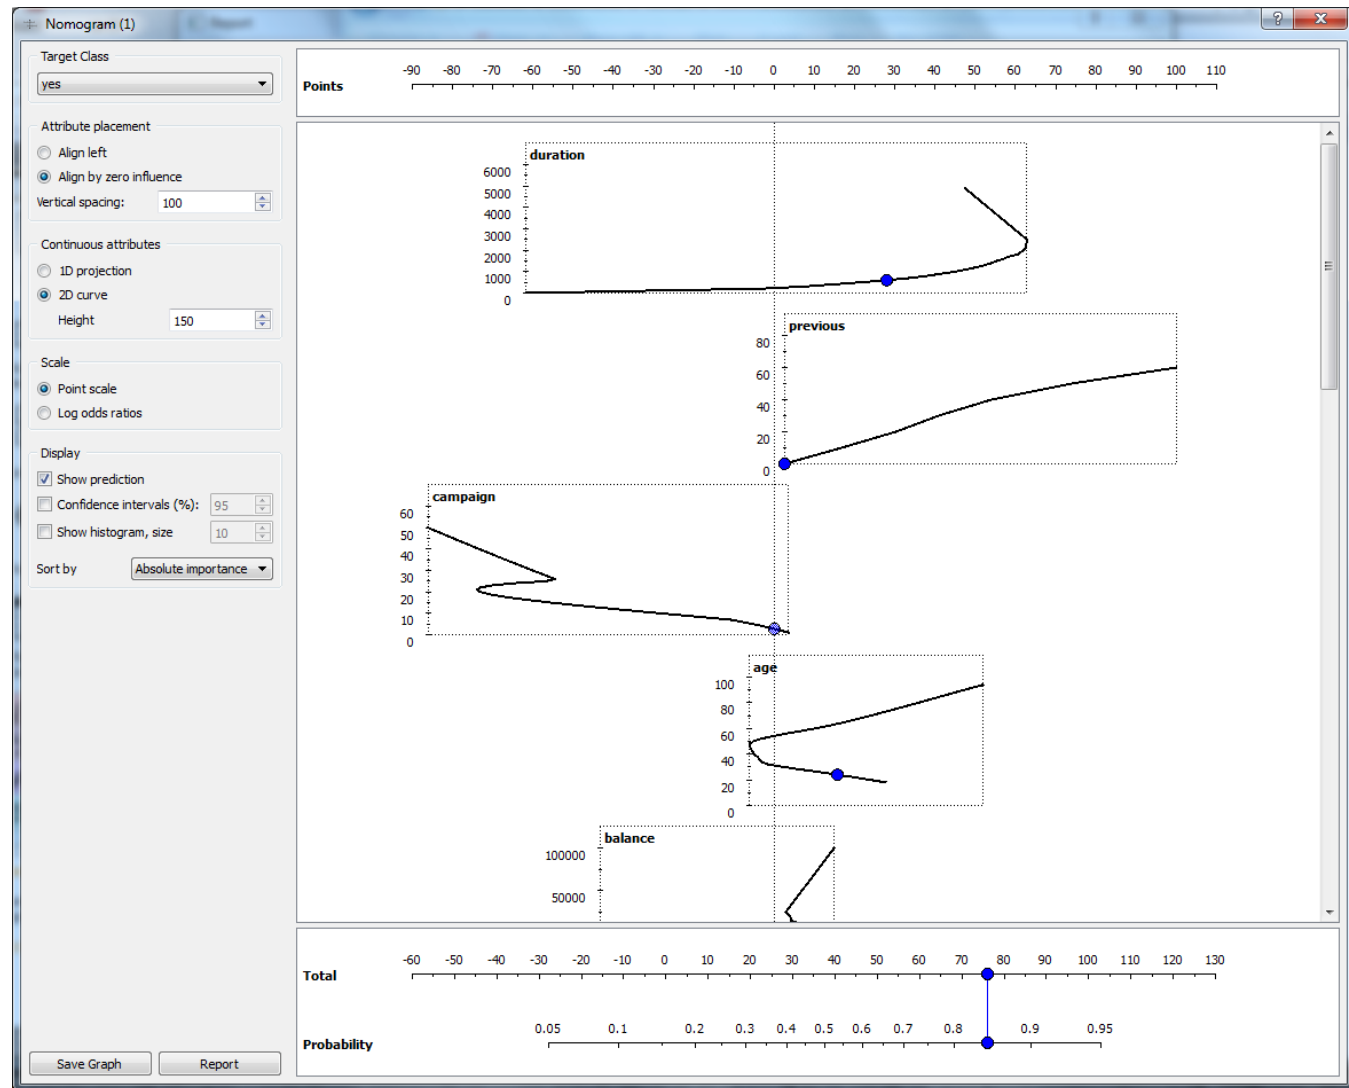 Nomogram (1)
Target Class
yes
Attribute placement
Align left
Align by zero influence
Vertical spacing: 100
Continuous attributes
1D projection
2D curve
Height 150
Scale
Point scale
Log odds ratios
Display
Show prediction
Confidence intervals (%): 95
Show histogram, size 10
Sort by Absolute importance
Save Graph Report
-90 -80 -70 -60 -50 -40 -30 -20 -10 0 10 20 30 40 50 60 70 80 90 100 110
Points
duration
6000
5000
4000
3000
2000
1000
0
previous
80
60
40
20
0
campaign
60
50
40
30
20
10
0
age
100
80
60
40
20
0
balance
100000
50000
-60 -50 -40 -30 -20 -10 0 10 20 30 40 50 60 70 80 90 100 110 120 130
Total
0.05 0.1 0.2 0.3 0.4 0.5 0.6 0.7 0.8 0.9 0.95
Probability